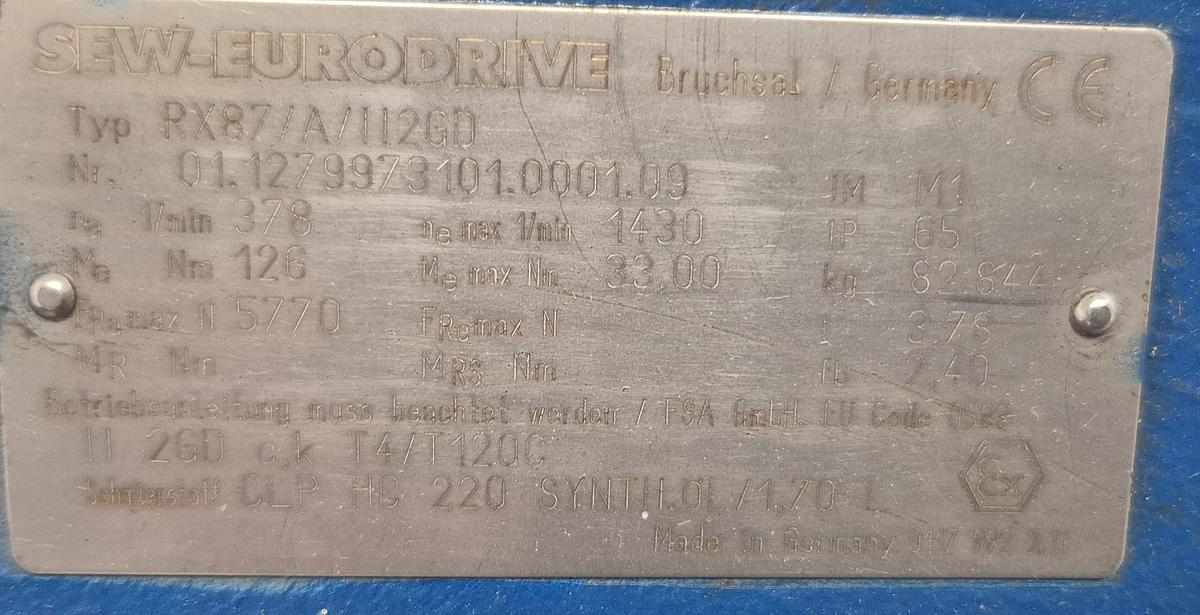 SEW-EURODRIVE Bruchsal / Germany CE
Typ RX87/A/II2GD
Nr. 01.1279973101.0001.09 IM M1
na 1/min 378 ne max 1/min 1430 IP 65
Ma Nm 126 Me max Nm 33,00 kg 82.844
FRa max N 5770 FRe max N i 3,78
MR Nm MRS Nm fb 2,40
Betriebsanleitung muss beachtet werden / FSA GmbH, EU Code 0588
II 2GD c,k T4/T120C Ex
Schmierstoff CLP HC 220 SYNTH.ÖL/1,70 L
Made in Germany